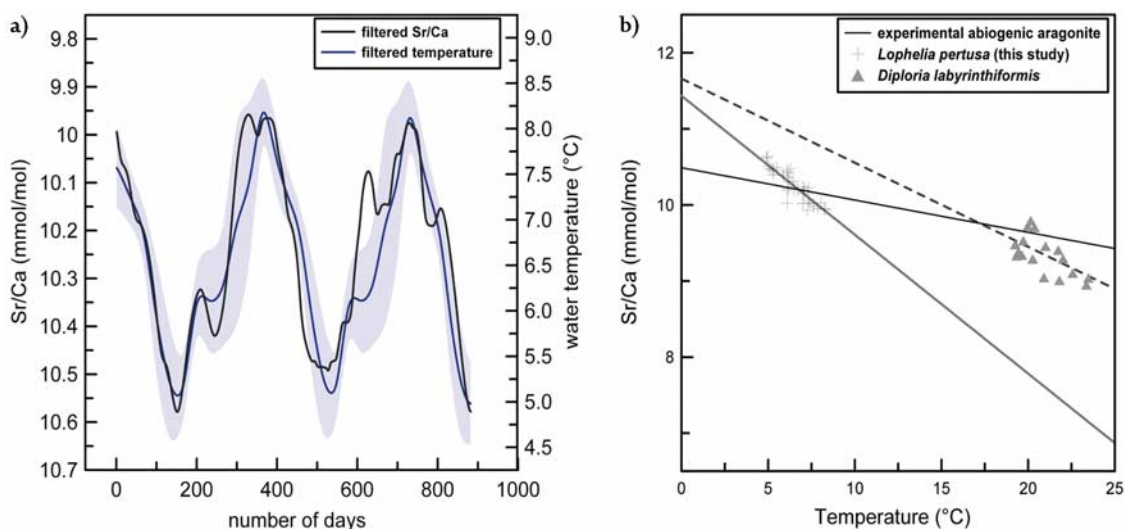 a)
filtered Sr/Ca
filtered temperature
Sr/Ca (mmol/mol)
9.8
9.9
10
10.1
10.2
10.3
10.4
10.5
10.6
10.7
9.0
8.5
8.0
7.5
7.0
6.5
6.0
5.5
5.0
4.5
water temperature (°C)
0 200 400 600 800 1000
number of days
b)
experimental abiogenic aragonite
Lophelia pertusa (this study)
Diploria labyrinthiformis
Sr/Ca (mmol/mol)
12
10
8
0 5 10 15 20 25
Temperature (°C)